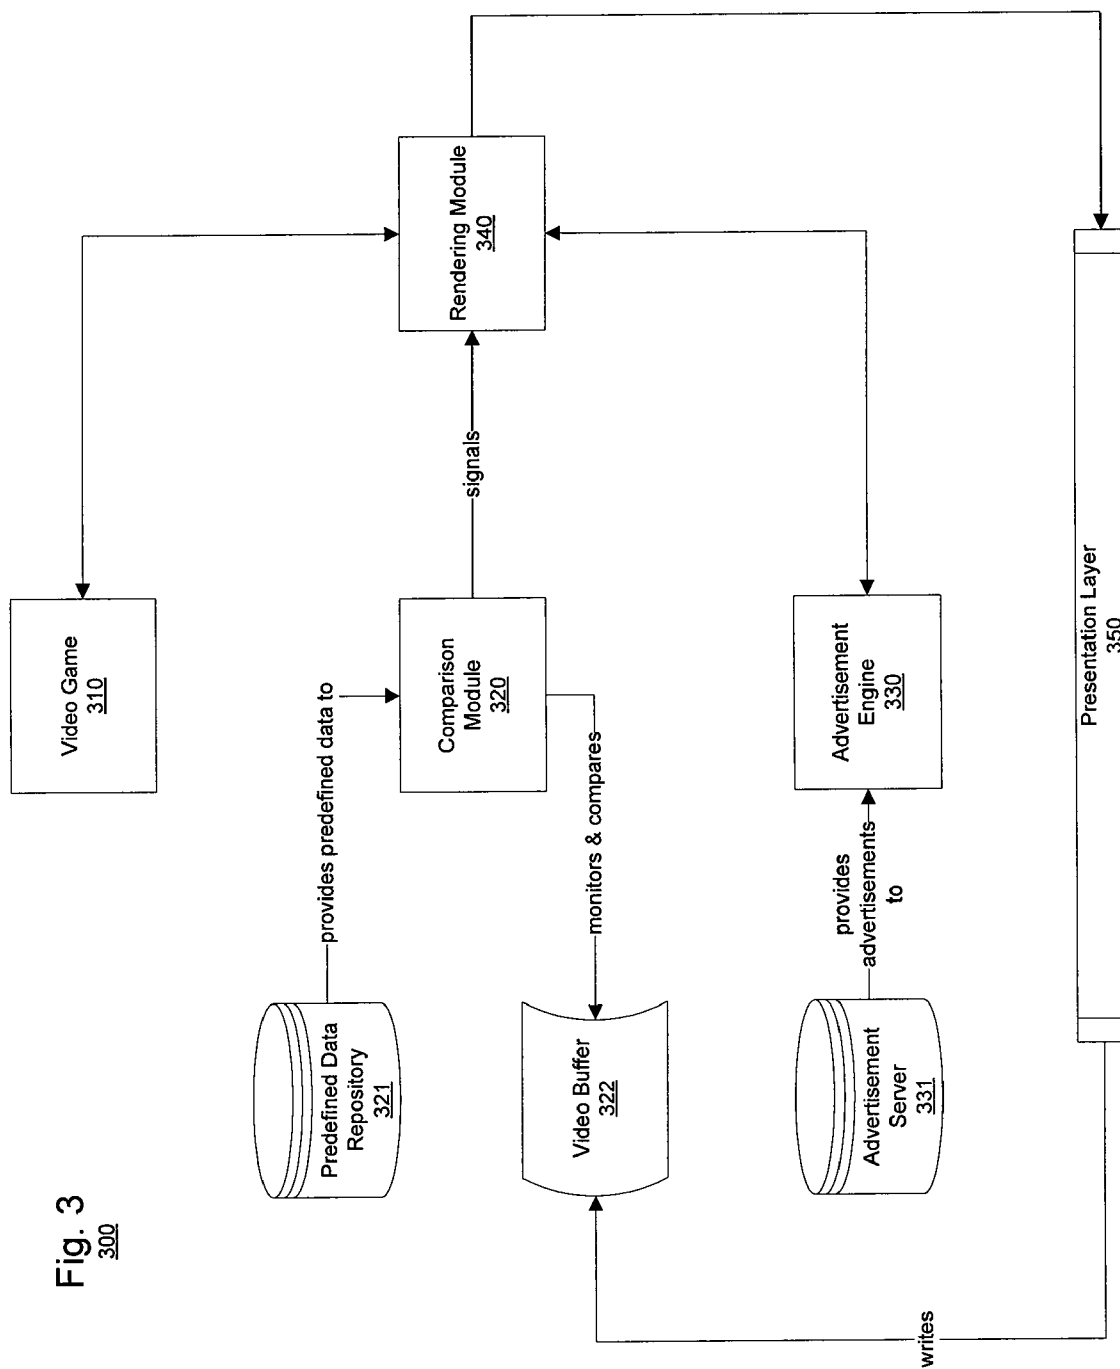 Fig. 3
300
Video Game
310
provides predefined data to
Predefined Data
Repository
321
Comparison
Module
320
signals
Rendering Module
340
monitors & compares
Video Buffer
322
provides
advertisements
to
Advertisement
Server
331
Advertisement
Engine
330
writes
Presentation Layer
350